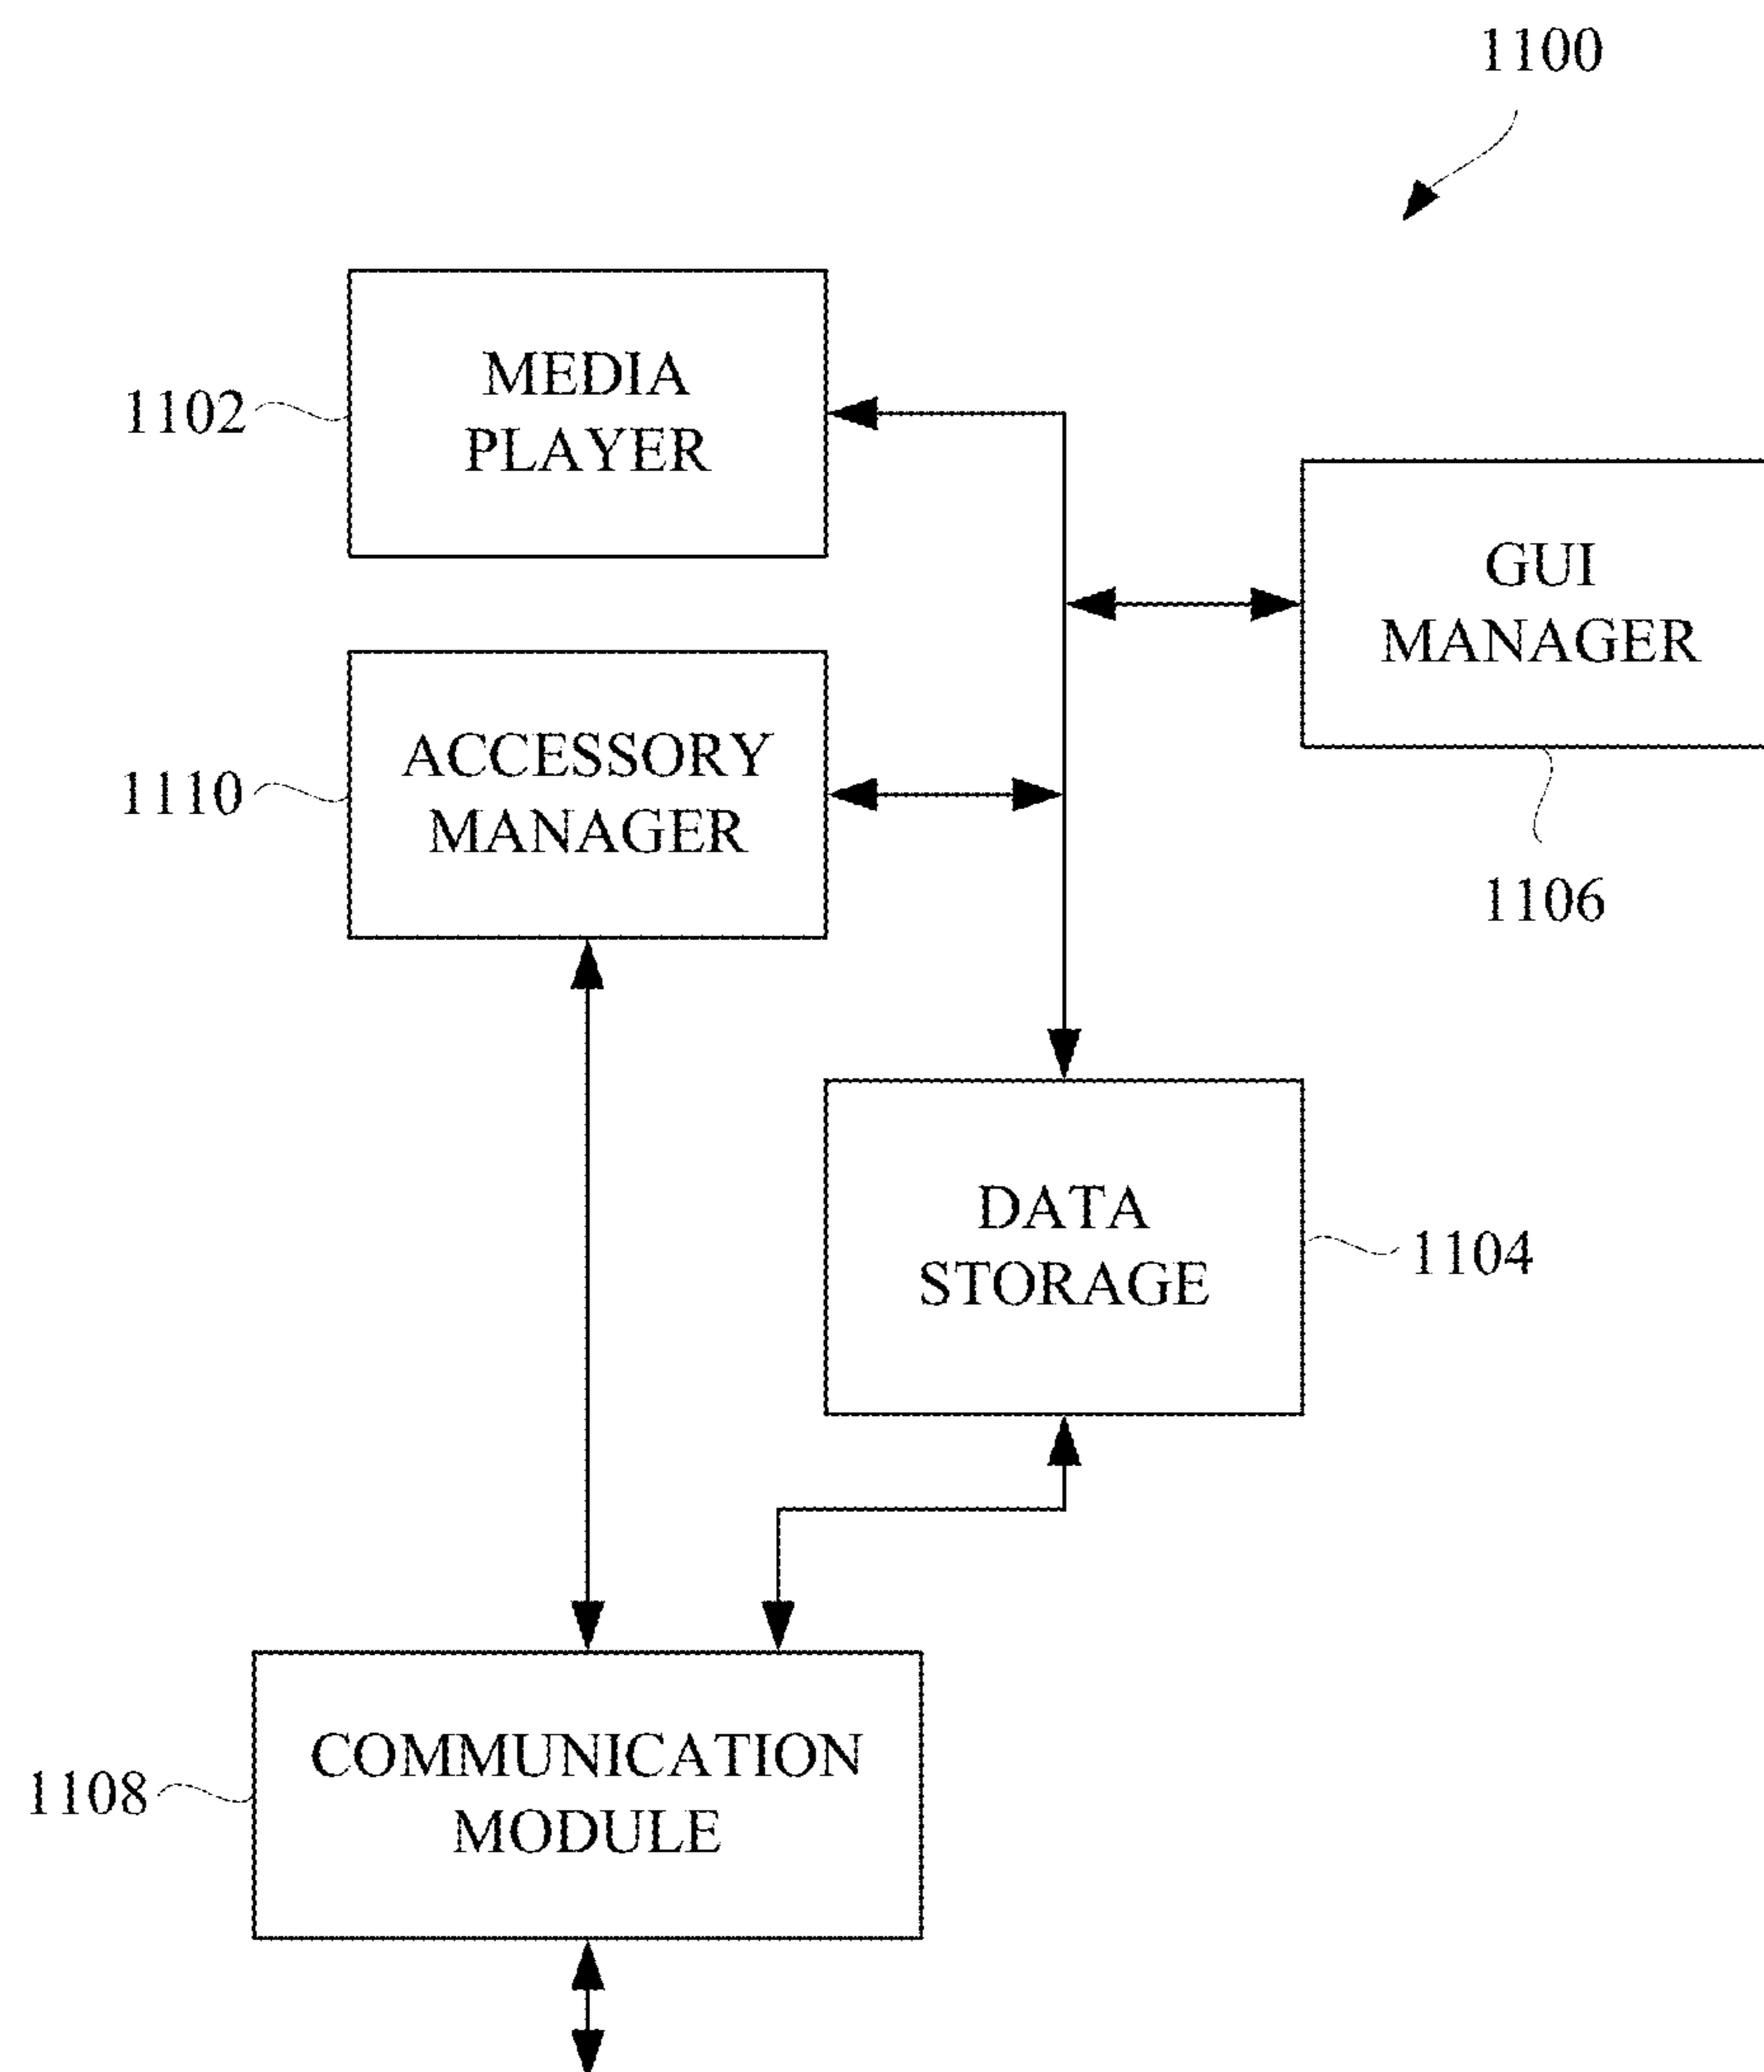 1100
MEDIA
PLAYER
1102
GUI
MANAGER
1106
ACCESSORY
MANAGER
1110
DATA
STORAGE
1104
COMMUNICATION
MODULE
1108